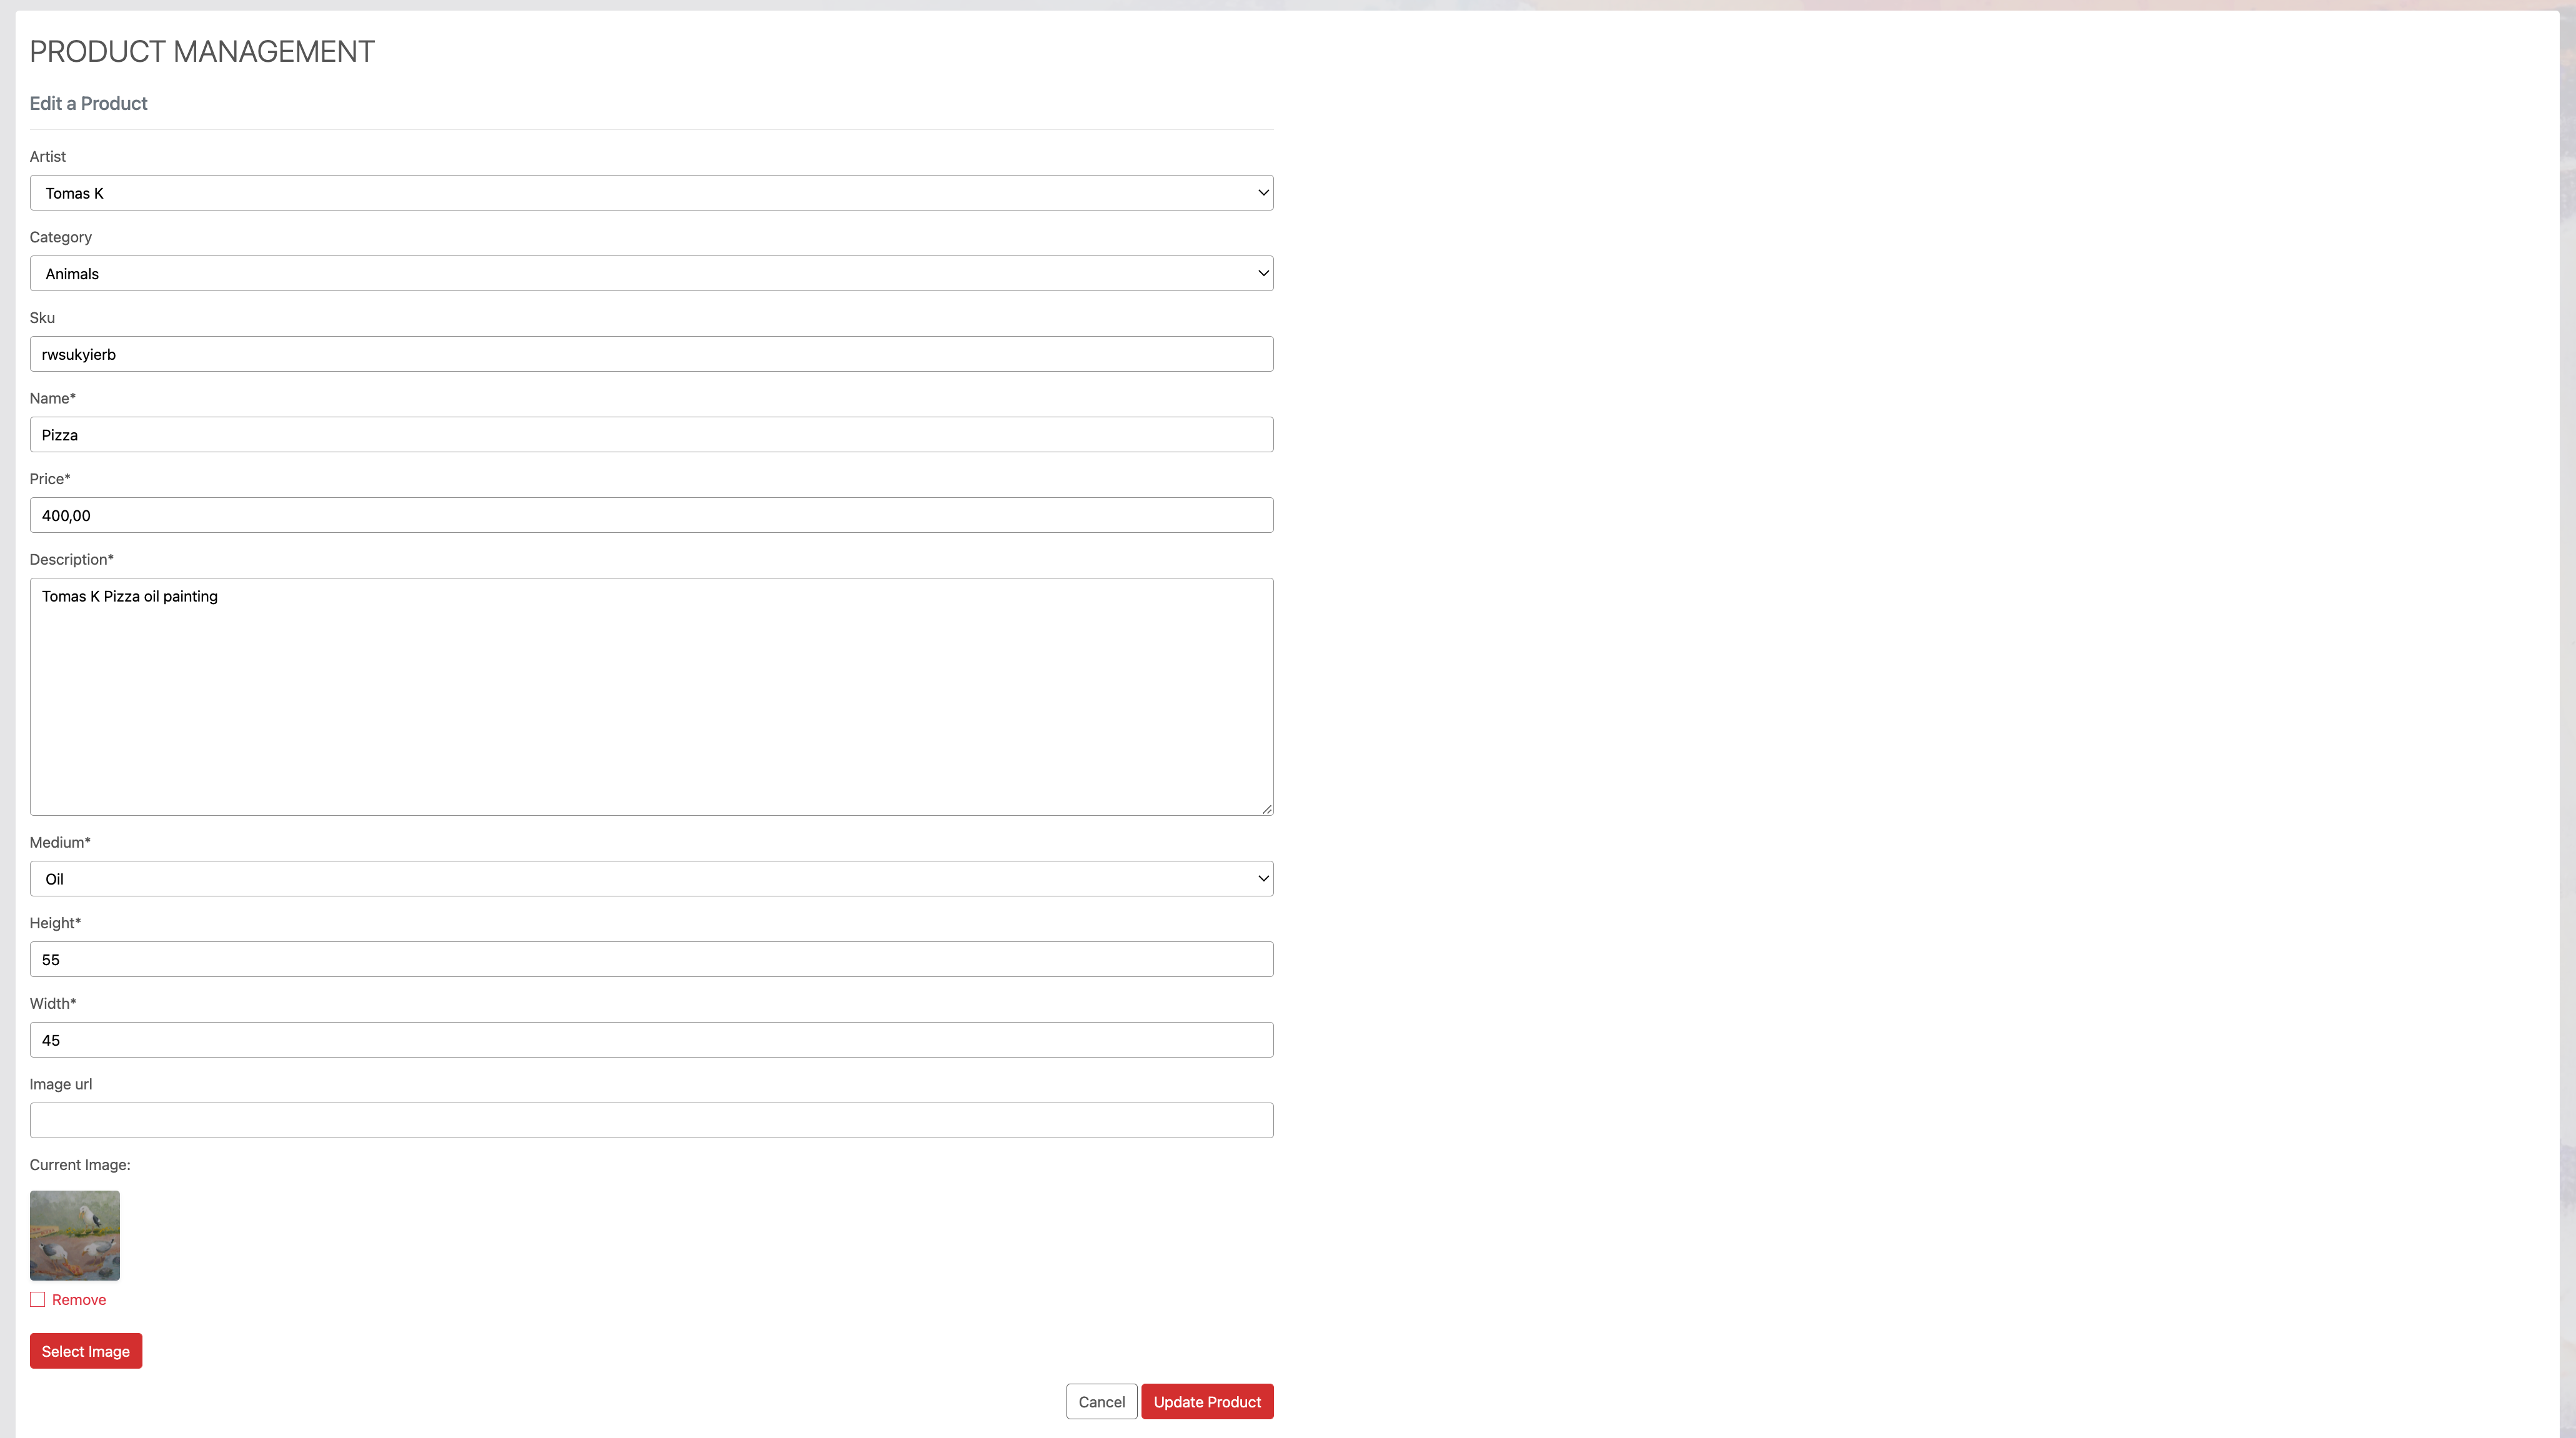 PRODUCT MANAGEMENT
Edit a Product
Artist
Tomas K
Category
Animals
Sku
rwsukyierb
Name*
Pizza
Price*
400,00
Description*
Tomas K Pizza oil painting
Medium*
Oil
Height*
55
Width*
45
Image url
Current Image:
Remove
Select Image
Cancel Update Product